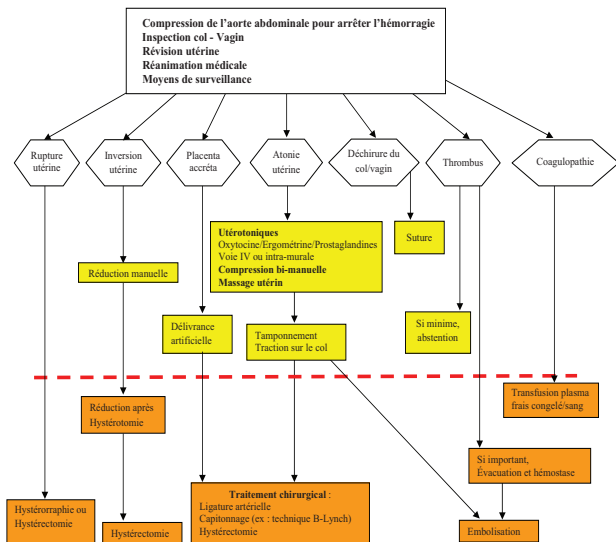 Compression de l'aorte abdominale pour arrêter l'hémorragie
Inspection col - Vagin
Révision utérine
Réanimation médicale
Moyens de surveillance
Rupture
utérine
Inversion
utérine
Placenta
accréta
Atonie
utérine
Déchirure du
col/vagin
Thrombus
Coagulopathie
Utérotoniques
Oxytocine/Ergométrine/Prostaglandines
Voie IV ou intra-murale
Compression bi-manuelle
Massage utérin
Suture
Réduction manuelle
Délivrance
artificielle
Tamponnement
Traction sur le col
Si minime,
abstention
Réduction après
Hystérotomie
Transfusion plasma
frais congelé/sang
Si important,
Évacuation et hémostase
Hystérorraphie ou
Hystérectomie
Hystérectomie
Traitement chirurgical :
Ligature artérielle
Capitonnage (ex : technique B-Lynch)
Hystérectomie
Embolisation